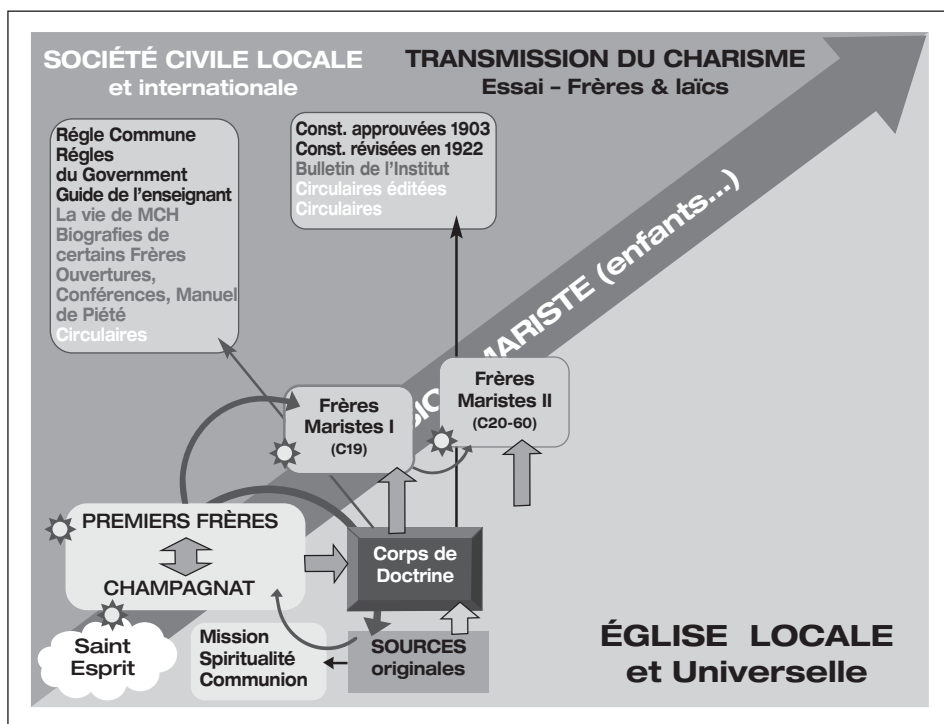 SOCIÉTÉ CIVILE LOCALE
et internationale
TRANSMISSION DU CHARISME
Essai – Frères & laïcs
Régle Commune
Régles
du Government
Guide de l'enseignant
La vie de MCH
Biografies de
certains Frères
Ouvertures,
Conférences, Manuel
de Piété
Circulaires
Const. approuvées 1903
Const. révisées en 1922
Bulletin de l'Institut
Circulaires éditées
Circulaires
MARISTE (enfants...)
Frères
Maristes I
(C19)
Frères
Maristes II
(C20-60)
PREMIERS FRÈRES
CHAMPAGNAT
Corps de
Doctrine
Saint
Esprit
Mission
Spiritualité
Communion
SOURCES
originales
ÉGLISE LOCALE
et Universelle